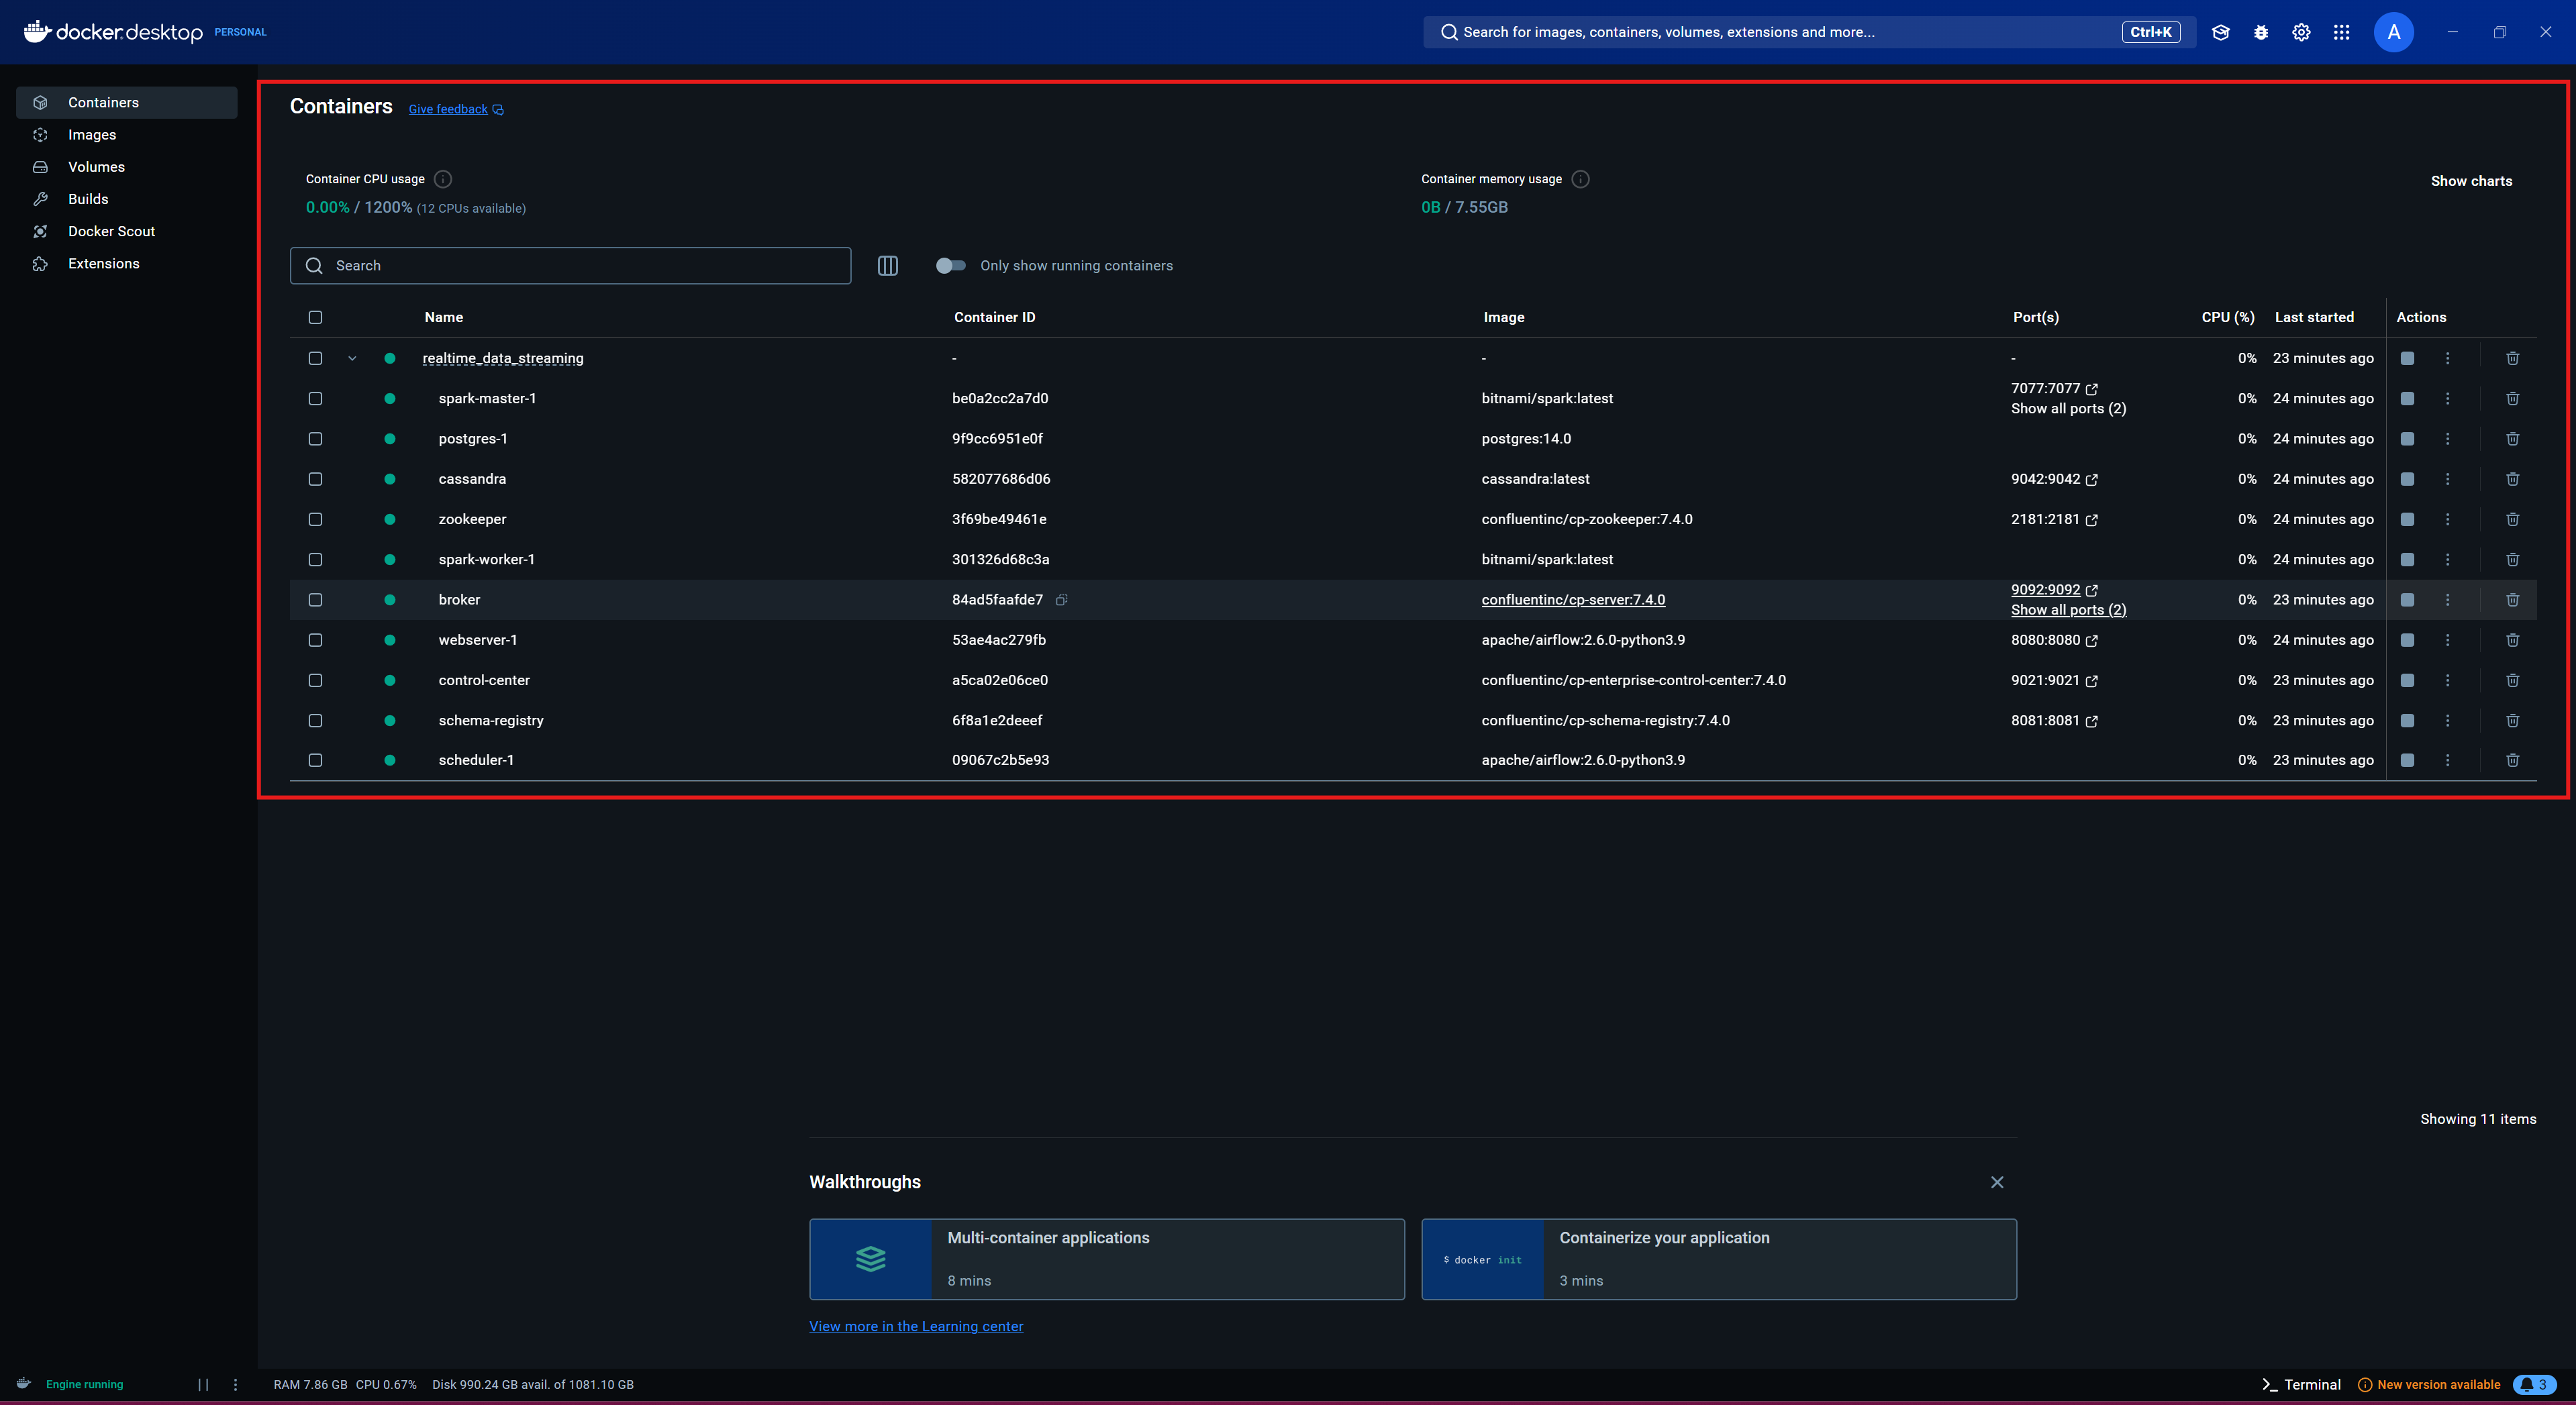 docker desktop PERSONAL
Search for images, containers, volumes, extensions and more... Ctrl+K
A
Containers
Images
Volumes
Builds
Docker Scout
Extensions
Containers Give feedback
Container CPU usage
0.00% / 1200% (12 CPUs available)
Container memory usage
0B / 7.55GB
Show charts
Search
Only show running containers
Name Container ID Image Port(s) CPU (%) Last started Actions
realtime_data_streaming - - - 0% 23 minutes ago
spark-master-1 be0a2cc2a7d0 bitnami/spark:latest 7077:7077 0% 24 minutes ago
Show all ports (2)
postgres-1 9f9cc6951e0f postgres:14.0 0% 24 minutes ago
cassandra 582077686d06 cassandra:latest 9042:9042 0% 24 minutes ago
zookeeper 3f69be49461e confluentinc/cp-zookeeper:7.4.0 2181:2181 0% 24 minutes ago
spark-worker-1 301326d68c3a bitnami/spark:latest 0% 24 minutes ago
broker 84ad5faafde7 confluentinc/cp-server:7.4.0 9092:9092 0% 23 minutes ago
Show all ports (2)
webserver-1 53ae4ac279fb apache/airflow:2.6.0-python3.9 8080:8080 0% 24 minutes ago
control-center a5ca02e06ce0 confluentinc/cp-enterprise-control-center:7.4.0 9021:9021 0% 23 minutes ago
schema-registry 6f8a1e2deeef confluentinc/cp-schema-registry:7.4.0 8081:8081 0% 23 minutes ago
scheduler-1 09067c2b5e93 apache/airflow:2.6.0-python3.9 0% 23 minutes ago
Showing 11 items
Walkthroughs
Multi-container applications
8 mins
$ docker init
Containerize your application
3 mins
View more in the Learning center
Engine running
RAM 7.86 GB CPU 0.67% Disk 990.24 GB avail. of 1081.10 GB
Terminal
New version available
3